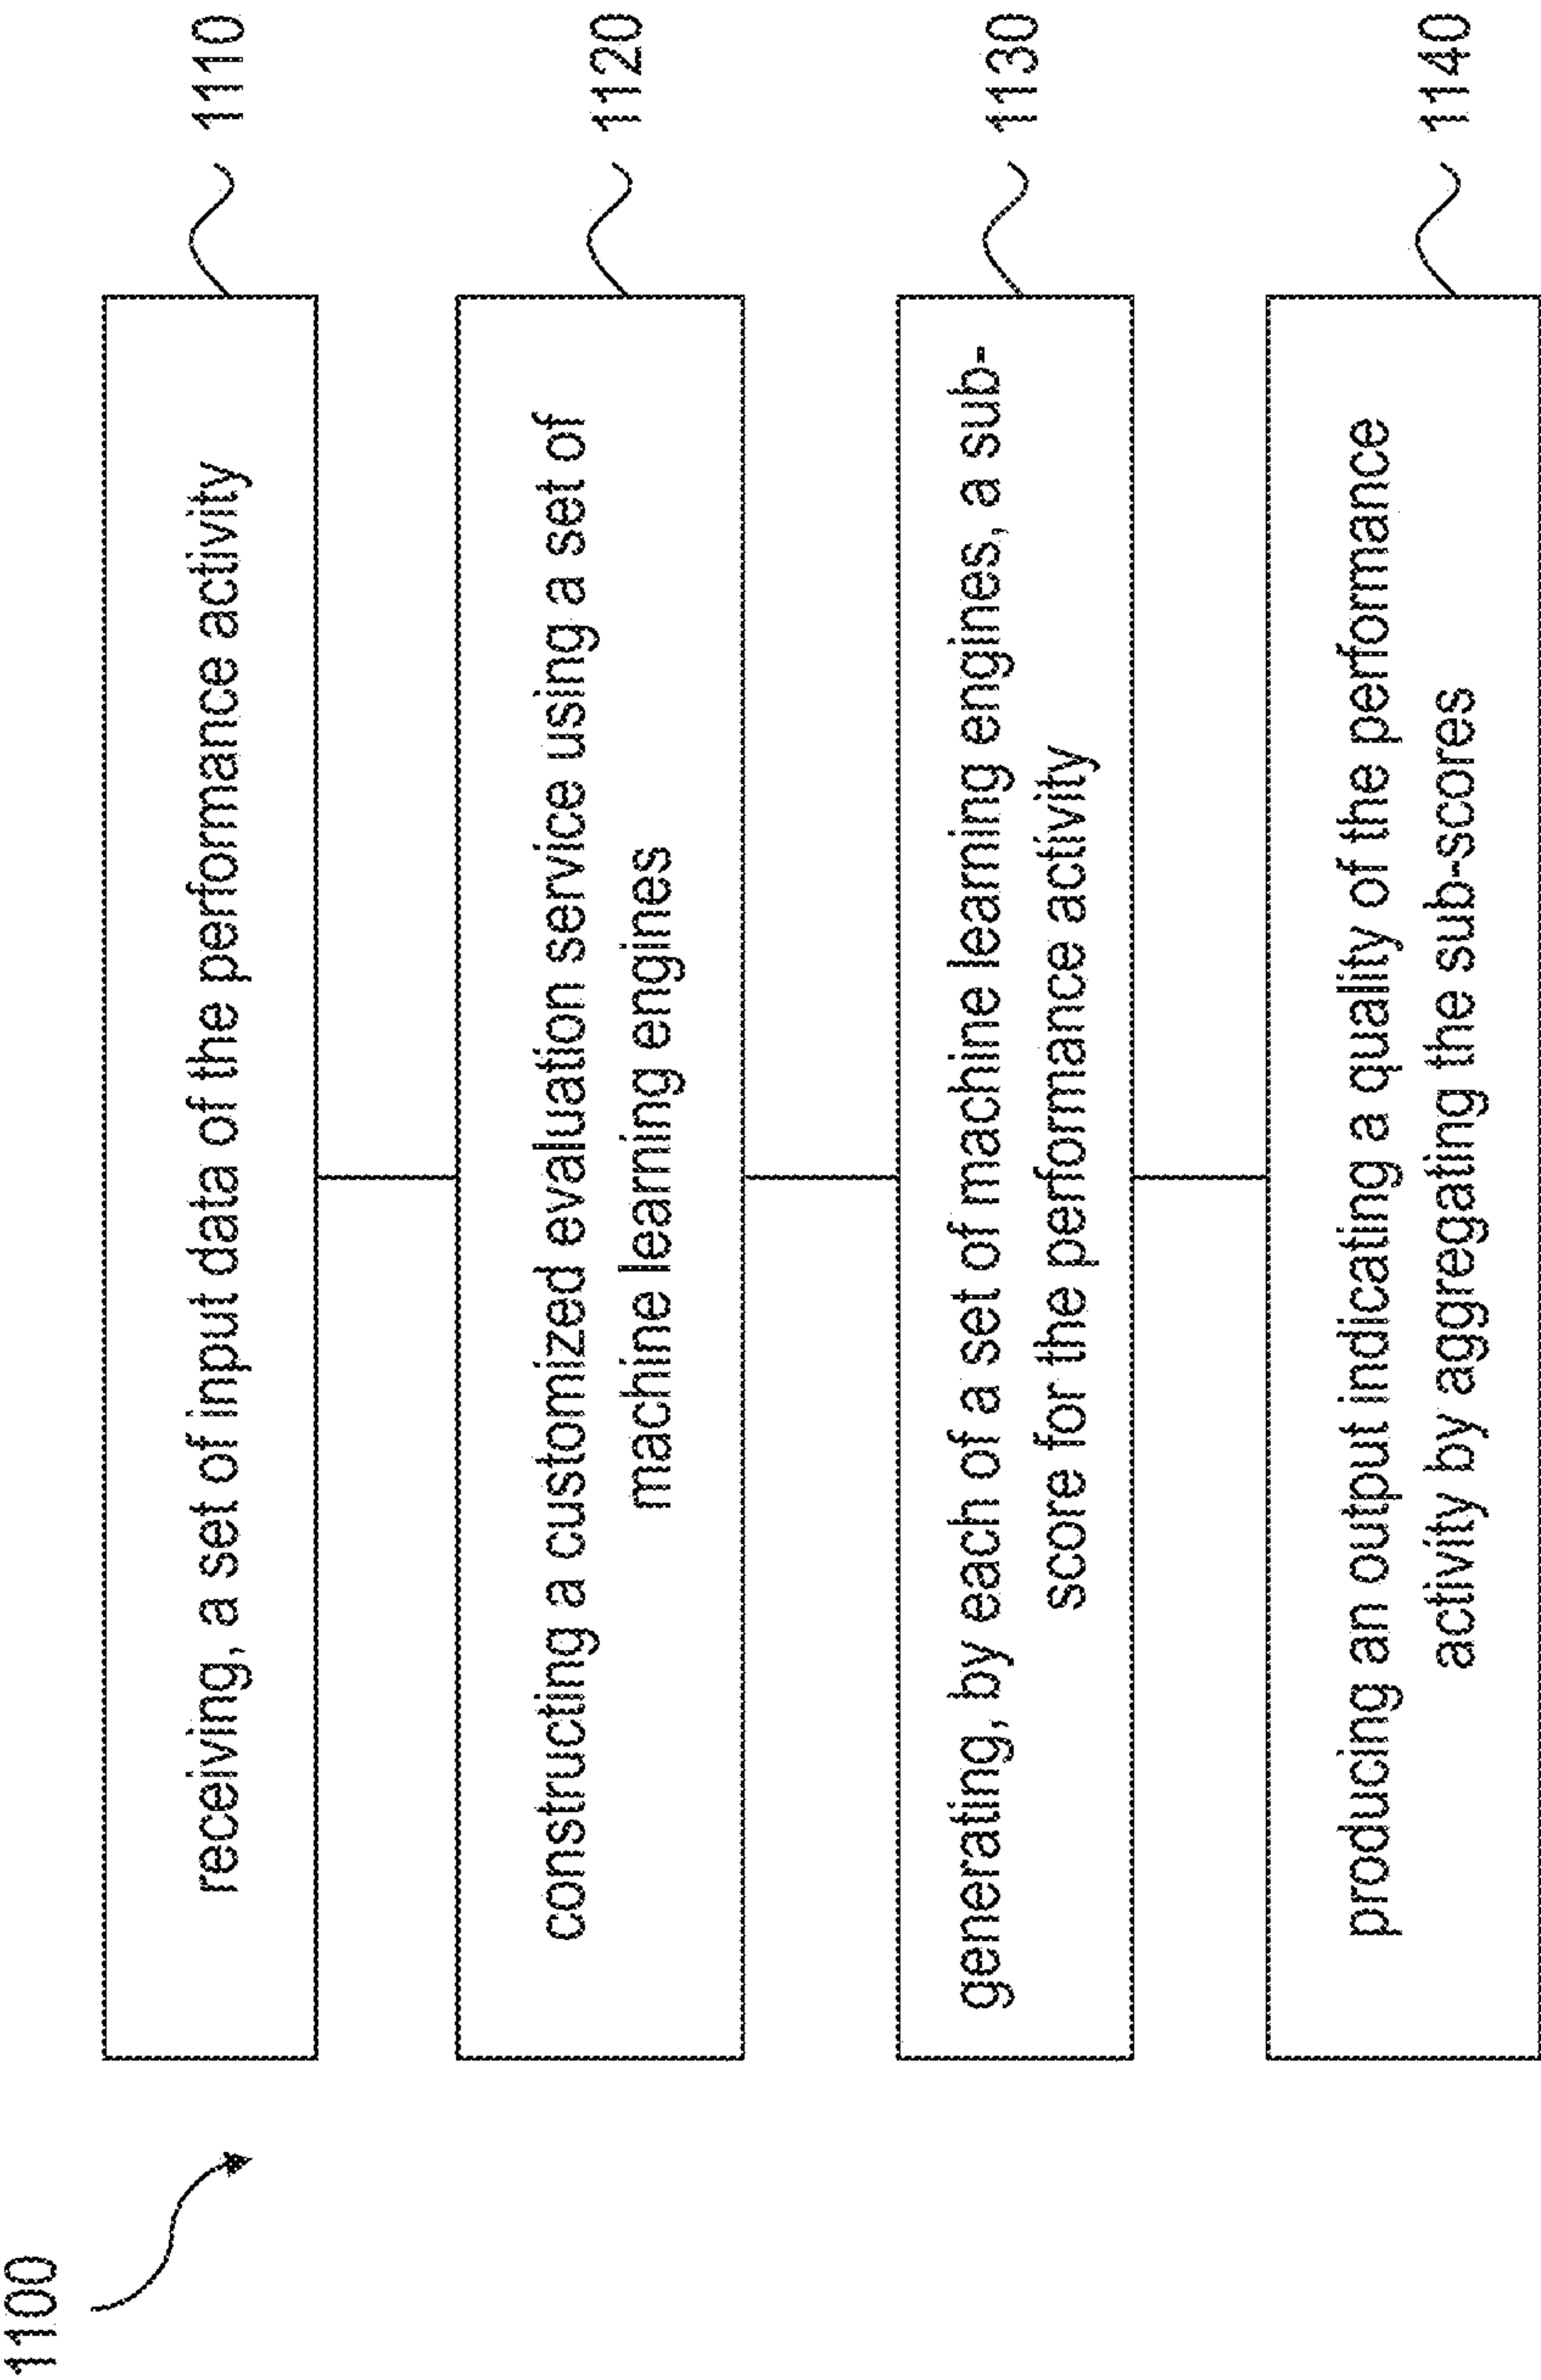 1100
receiving, a set of input data of the performance activity
1110
constructing a customized evaluation service using a set of
machine learning engines
1120
generating, by each of a set of machine learning engines, a sub-
score for the performance activity
1130
producing an output indicating a quality of the performance
activity by aggregating the sub-scores
1140